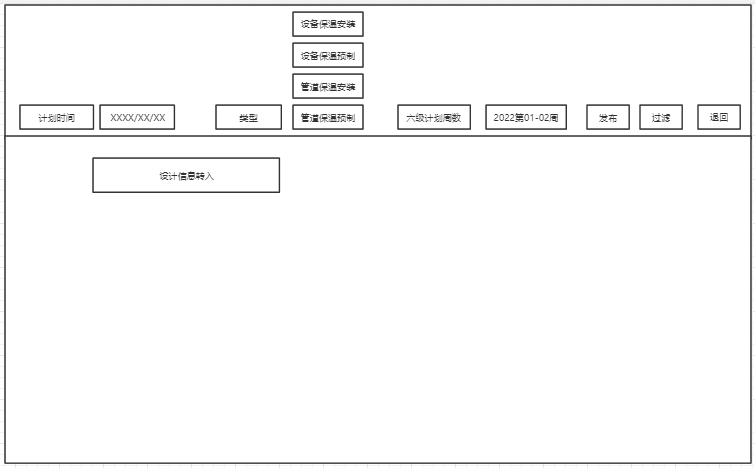 设备保温安装
设备保温预制
管道保温安装
计划时间 XXXX/XX/XX 类型 管道保温预制 六级计划周数 2022第01-02周 发布 过滤 退回
设计信息转入